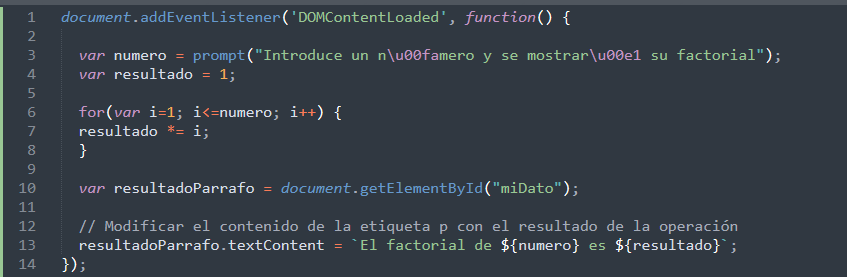 1 document.addEventListener('DOMContentLoaded', function() {
2
3 var numero = prompt("Introduce un n\u00famero y se mostrar\u00e1 su factorial");
4 var resultado = 1;
5
6 for(var i=1; i<=numero; i++) {
7 resultado *= i;
8 }
9
10 var resultadoParrafo = document.getElementById("miDato");
11
12 // Modificar el contenido de la etiqueta p con el resultado de la operación
13 resultadoParrafo.textContent = `El factorial de ${numero} es ${resultado}`;
14 });